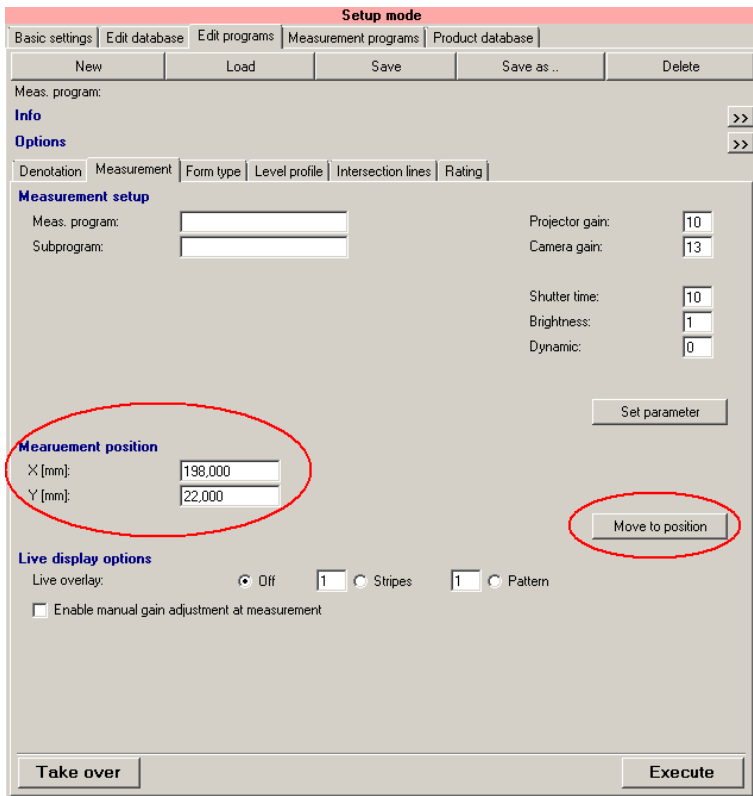 Setup mode
Basic settings Edit database Edit programs Measurement programs Product database
New Load Save Save as .. Delete
Meas. program:
Info >>
Options >>
Denotation Measurement Form type Level profile Intersection lines Rating
Measurement setup
Meas. program: Projector gain: 10
Subprogram: Camera gain: 13
Shutter time: 10
Brightness: 1
Dynamic: 0
Set parameter
Mearuement position
X [mm]: 198,000
Y [mm]: 22,000
Move to position
Live display options
Live overlay: Off 1 Stripes 1 Pattern
Enable manual gain adjustment at measurement
Take over Execute